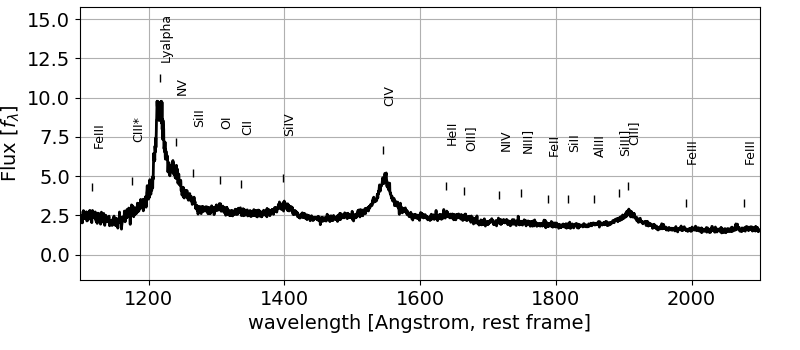 Flux [fλ]
15.0
12.5
10.0
7.5
5.0
2.5
0.0
FeIII
CIII*
Lyalpha
NV
SiII
OI
CII
SiIV
CIV
HeII
OIII]
NIV
NIII]
FeII
SiII
AlIII
SiIII]
CIII]
FeIII
FeIII
1200 1400 1600 1800 2000
wavelength [Angstrom, rest frame]